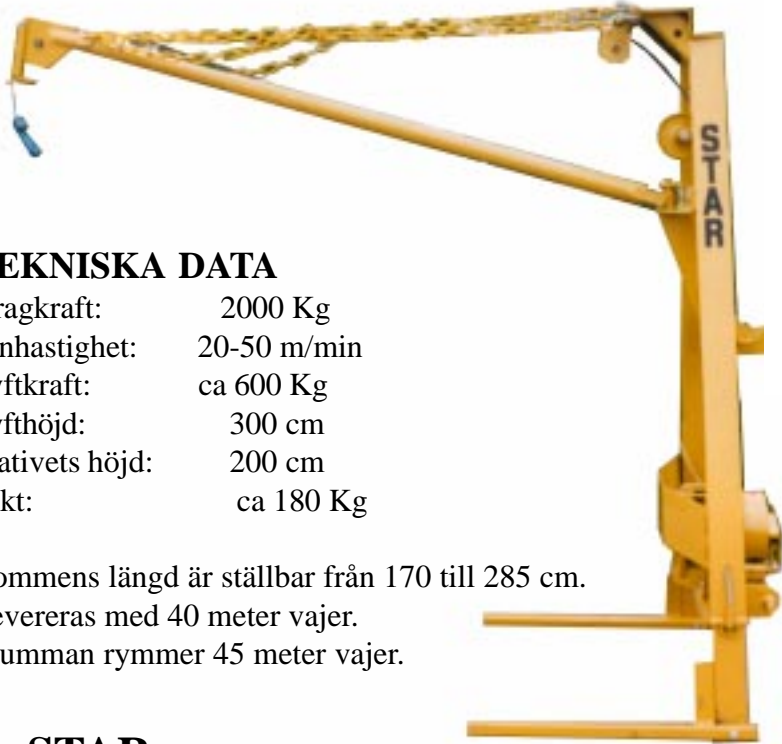 STAR
EKNISKA DATA
ragkraft: 2000 Kg
nhastighet: 20-50 m/min
ftkraft: ca 600 Kg
fthöjd: 300 cm
ativets höjd: 200 cm
kt: ca 180 Kg
ommens längd är ställbar från 170 till 285 cm.
evereras med 40 meter vajer.
umman rymmer 45 meter vajer.
STAR